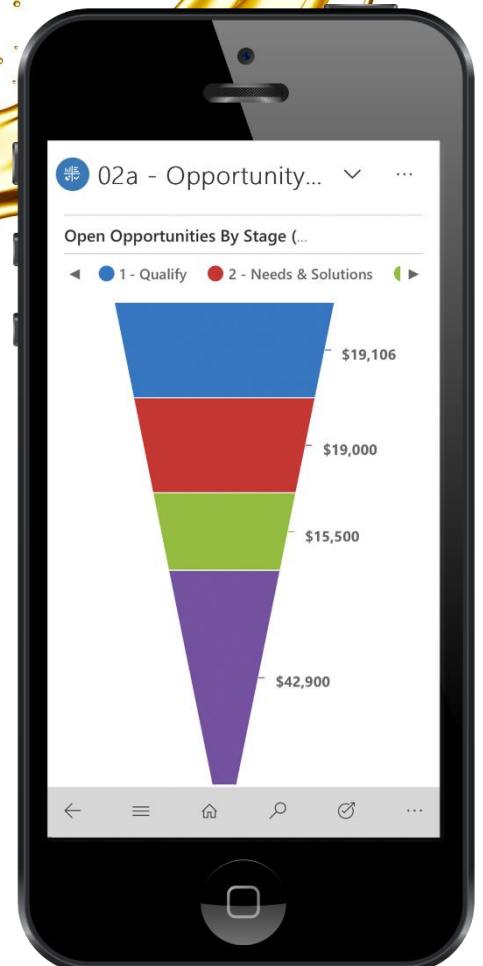 02a - Opportunity...
Open Opportunities By Stage (...
1 - Qualify 2 - Needs & Solutions
$19,106
$19,000
$15,500
$42,900